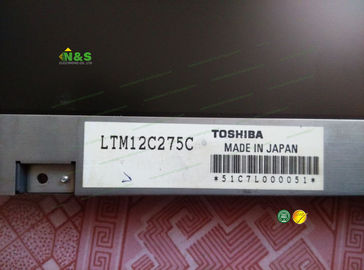 N&S
LTM12C275C
TOSHIBA
MADE IN JAPAN
*51C7L000051*